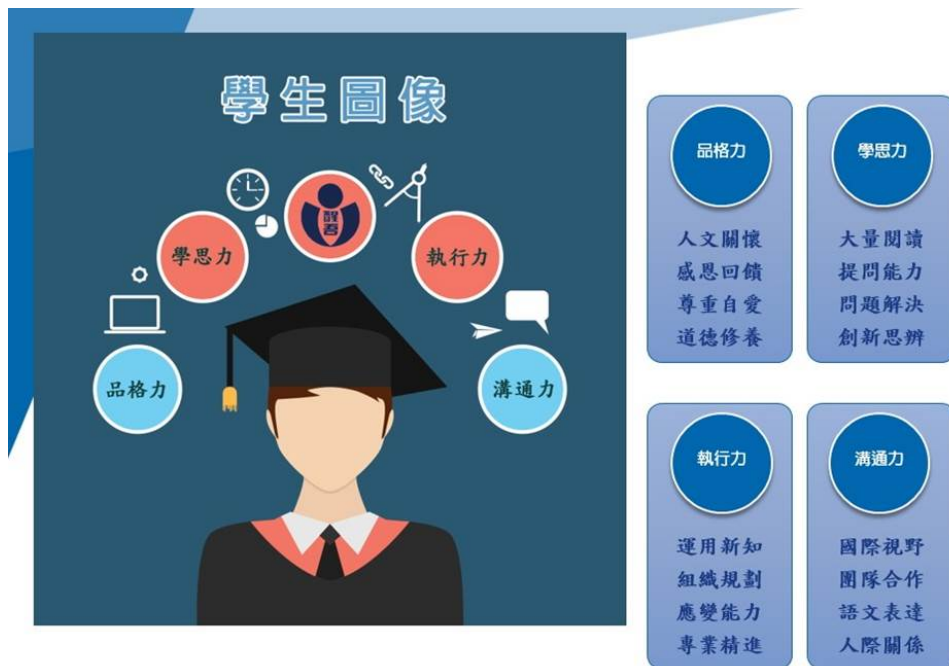 學生圖像
醒吾
學思力
執行力
品格力
溝通力
品格力
人文關懷
感恩回饋
尊重自愛
道德修養
學思力
大量閱讀
提問能力
問題解決
創新思辨
執行力
運用新知
組織規劃
應變能力
專業精進
溝通力
國際視野
團隊合作
語文表達
人際關係